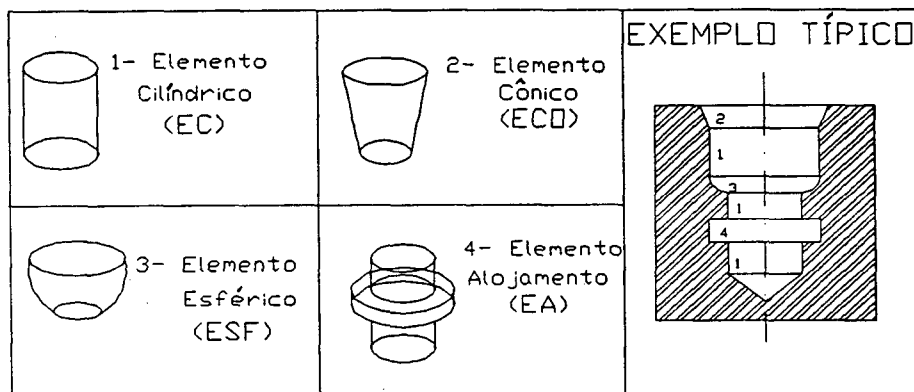 1- Elemento
Cilíndrico
(EC)
2- Elemento
Cônico
(ECO)
3- Elemento
Esférico
(ESF)
4- Elemento
Alojamento
(EA)
EXEMPLO TÍPICO
2
1
3
1
4
1